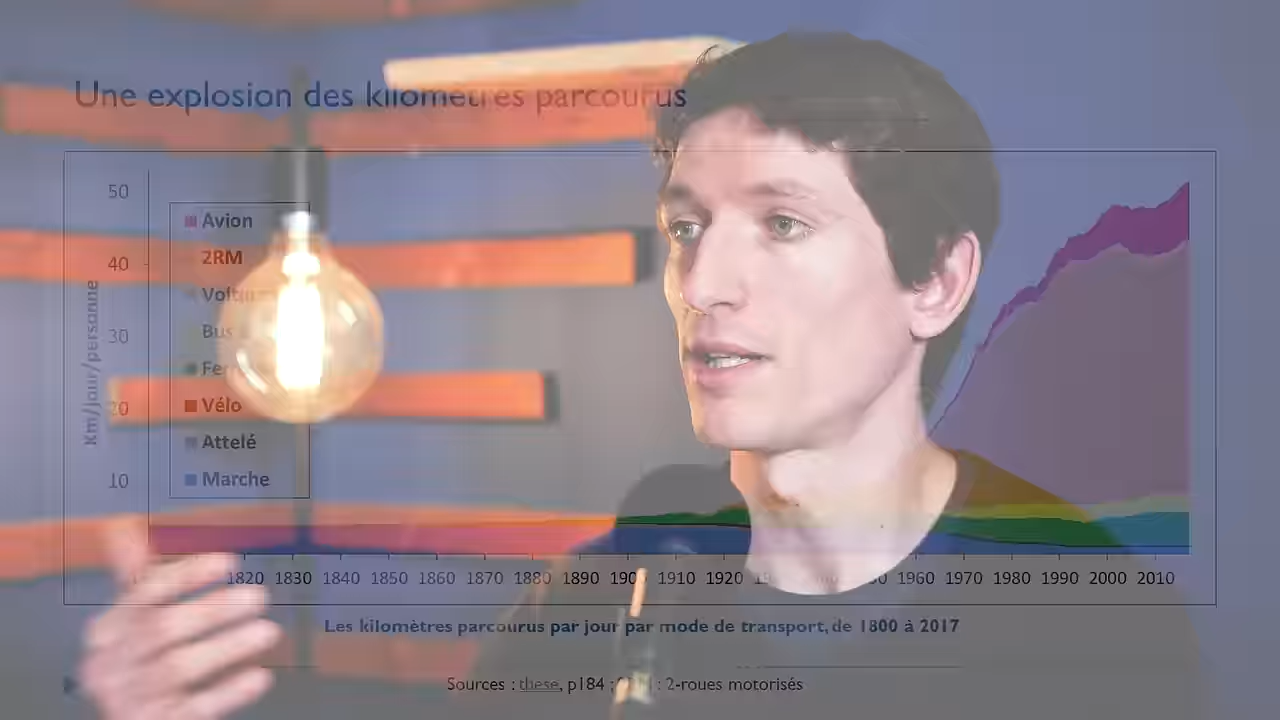 Une explosion des kilomètres parcourus
50
Avion
40
2RM
Voiture
30
Bus
20
Vélo
Attelé
10
Marche
Km/jour/personne
1820 1830 1840 1850 1860 1870 1880 1890 1900 1910 1920 1960 1970 1980 1990 2000 2010
Les kilomètres parcourus par jour par mode de transport, de 1800 à 2017
Sources : these, p184 ; : 2-roues motorisés